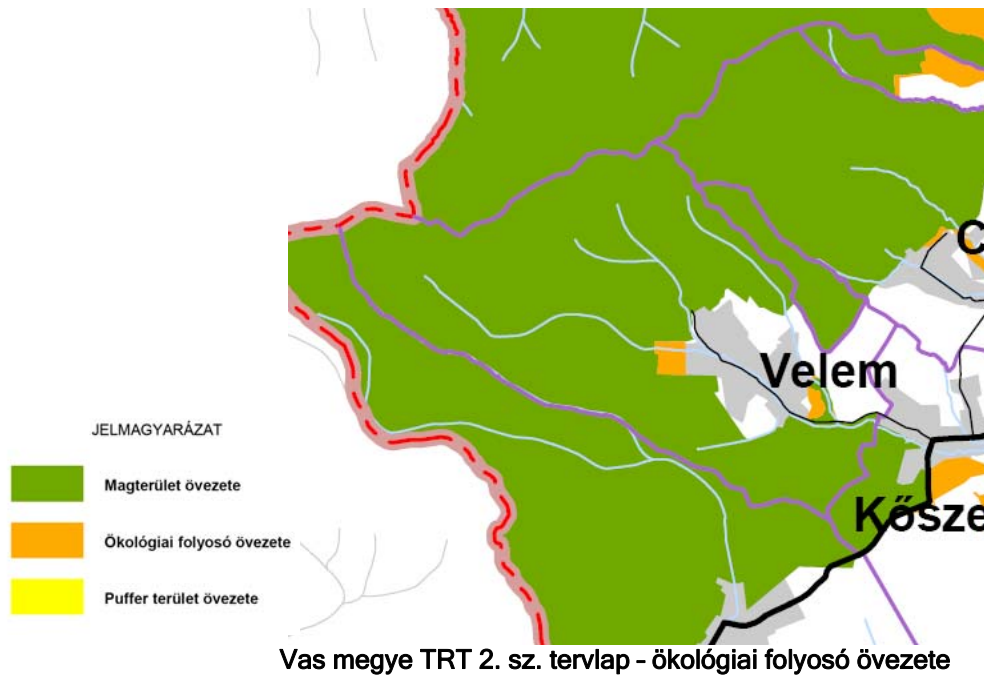 C
Velem
Kősze
JELMAGYARÁZAT
Magterület övezete
Ökológiai folyosó övezete
Puffer terület övezete
Vas megye TRT 2. sz. tervlap - ökológiai folyosó övezete